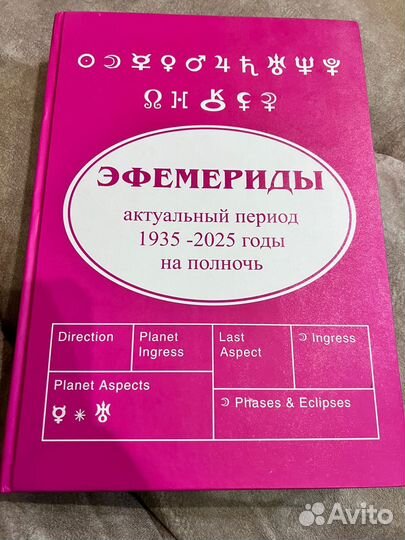 ☉ ☽ ☿ ♀ ♂ ♃ ♄ ♅ ♆ ♇
☊ ⚷ ⚸ ⚳
ЭФЕМЕРИДЫ
актуальный период
1935 -2025 годы
на полночь
Direction
Planet
Ingress
Last
Aspect
☽ Ingress
Planet Aspects
☿ ⚹ ♅
☽ Phases & Eclipses
Avito